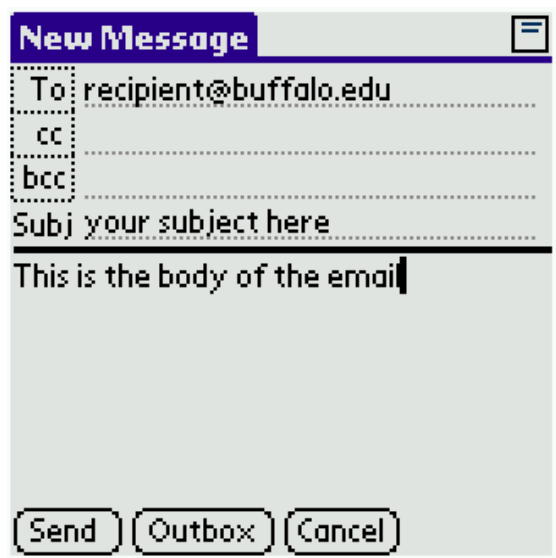 New Message
To recipient@buffalo.edu
cc
bcc
Subj your subject here
This is the body of the email
Send Outbox Cancel